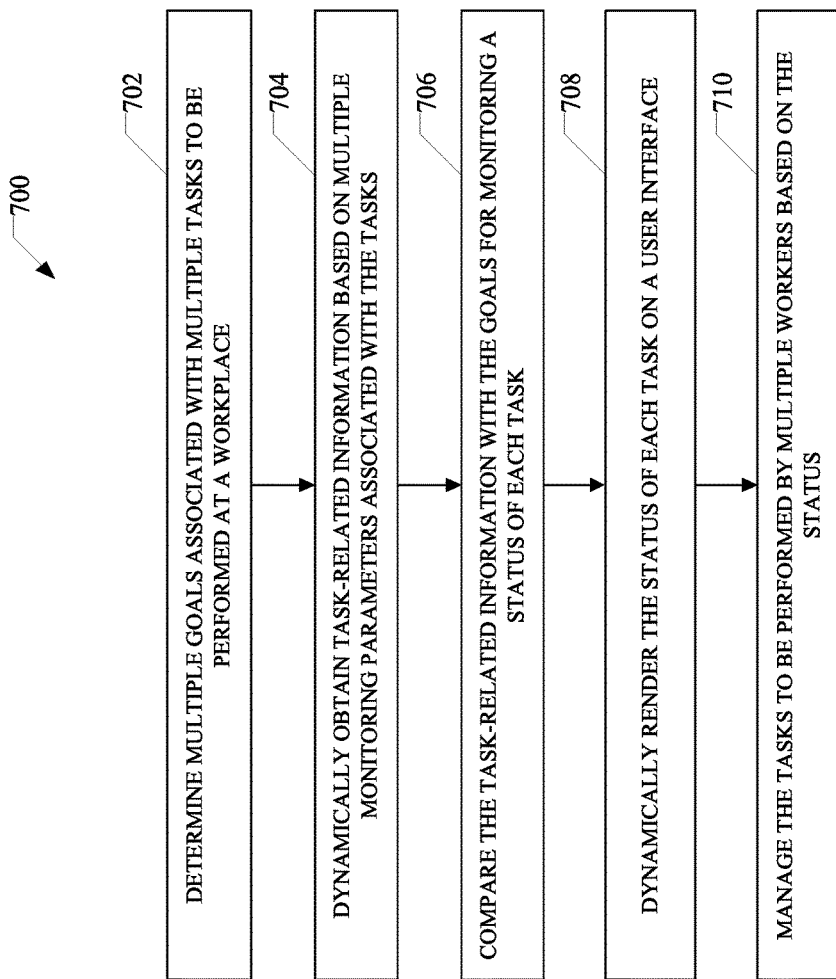 700
702
DETERMINE MULTIPLE GOALS ASSOCIATED WITH MULTIPLE TASKS TO BE
PERFORMED AT A WORKPLACE
704
DYNAMICALLY OBTAIN TASK-RELATED INFORMATION BASED ON MULTIPLE
MONITORING PARAMETERS ASSOCIATED WITH THE TASKS
706
COMPARE THE TASK-RELATED INFORMATION WITH THE GOALS FOR MONITORING A
STATUS OF EACH TASK
708
DYNAMICALLY RENDER THE STATUS OF EACH TASK ON A USER INTERFACE
710
MANAGE THE TASKS TO BE PERFORMED BY MULTIPLE WORKERS BASED ON THE
STATUS